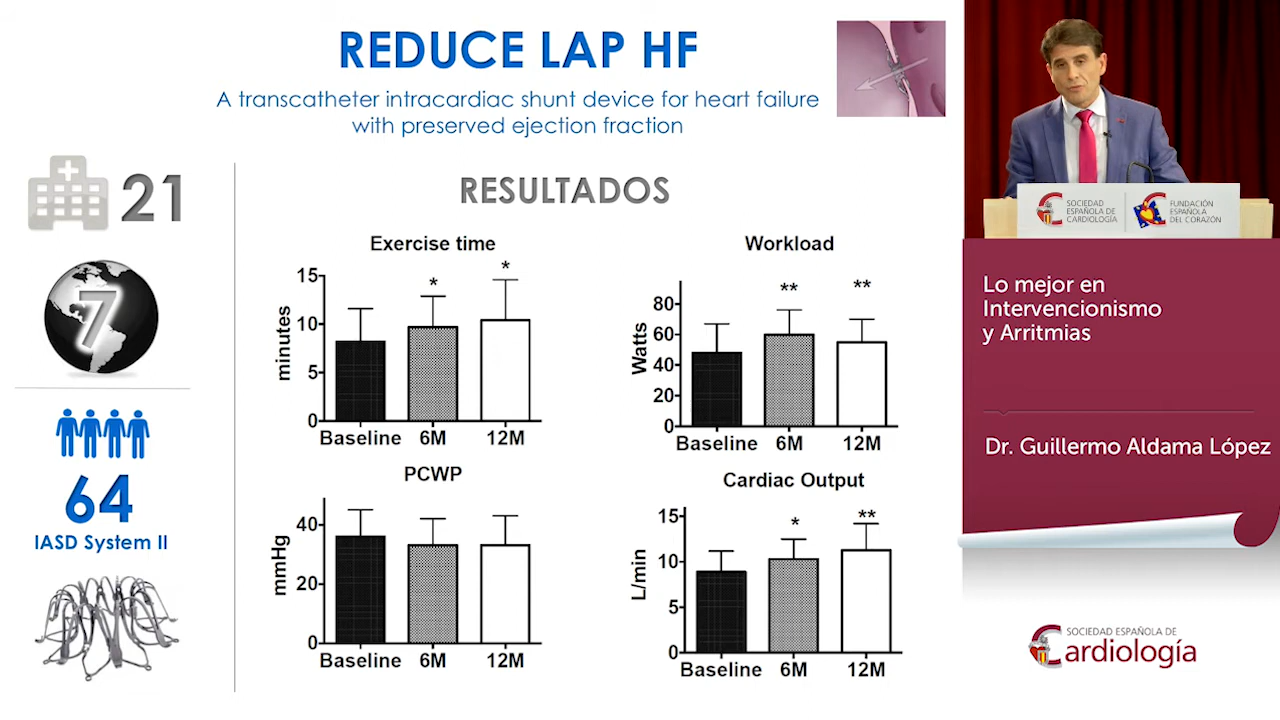 REDUCE LAP HF
A transcatheter intracardiac shunt device for heart failure
with preserved ejection fraction
21
7
64
IASD System II
RESULTADOS
Exercise time
*
*
15
10
5
0
minutes
Baseline 6M 12M
Workload
**
**
80
60
40
20
0
Watts
Baseline 6M 12M
PCWP
40
20
0
mmHg
Baseline 6M 12M
Cardiac Output
*
**
15
10
5
0
L/min
Baseline 6M 12M
SOCIEDAD
ESPAÑOLA DE
CARDIOLOGÍA
FUNDACIÓN
ESPAÑOLA
DEL CORAZÓN
Lo mejor en
Intervencionismo
y Arritmias
Dr. Guillermo Aldama López
SOCIEDAD ESPAÑOLA DE
Cardiología